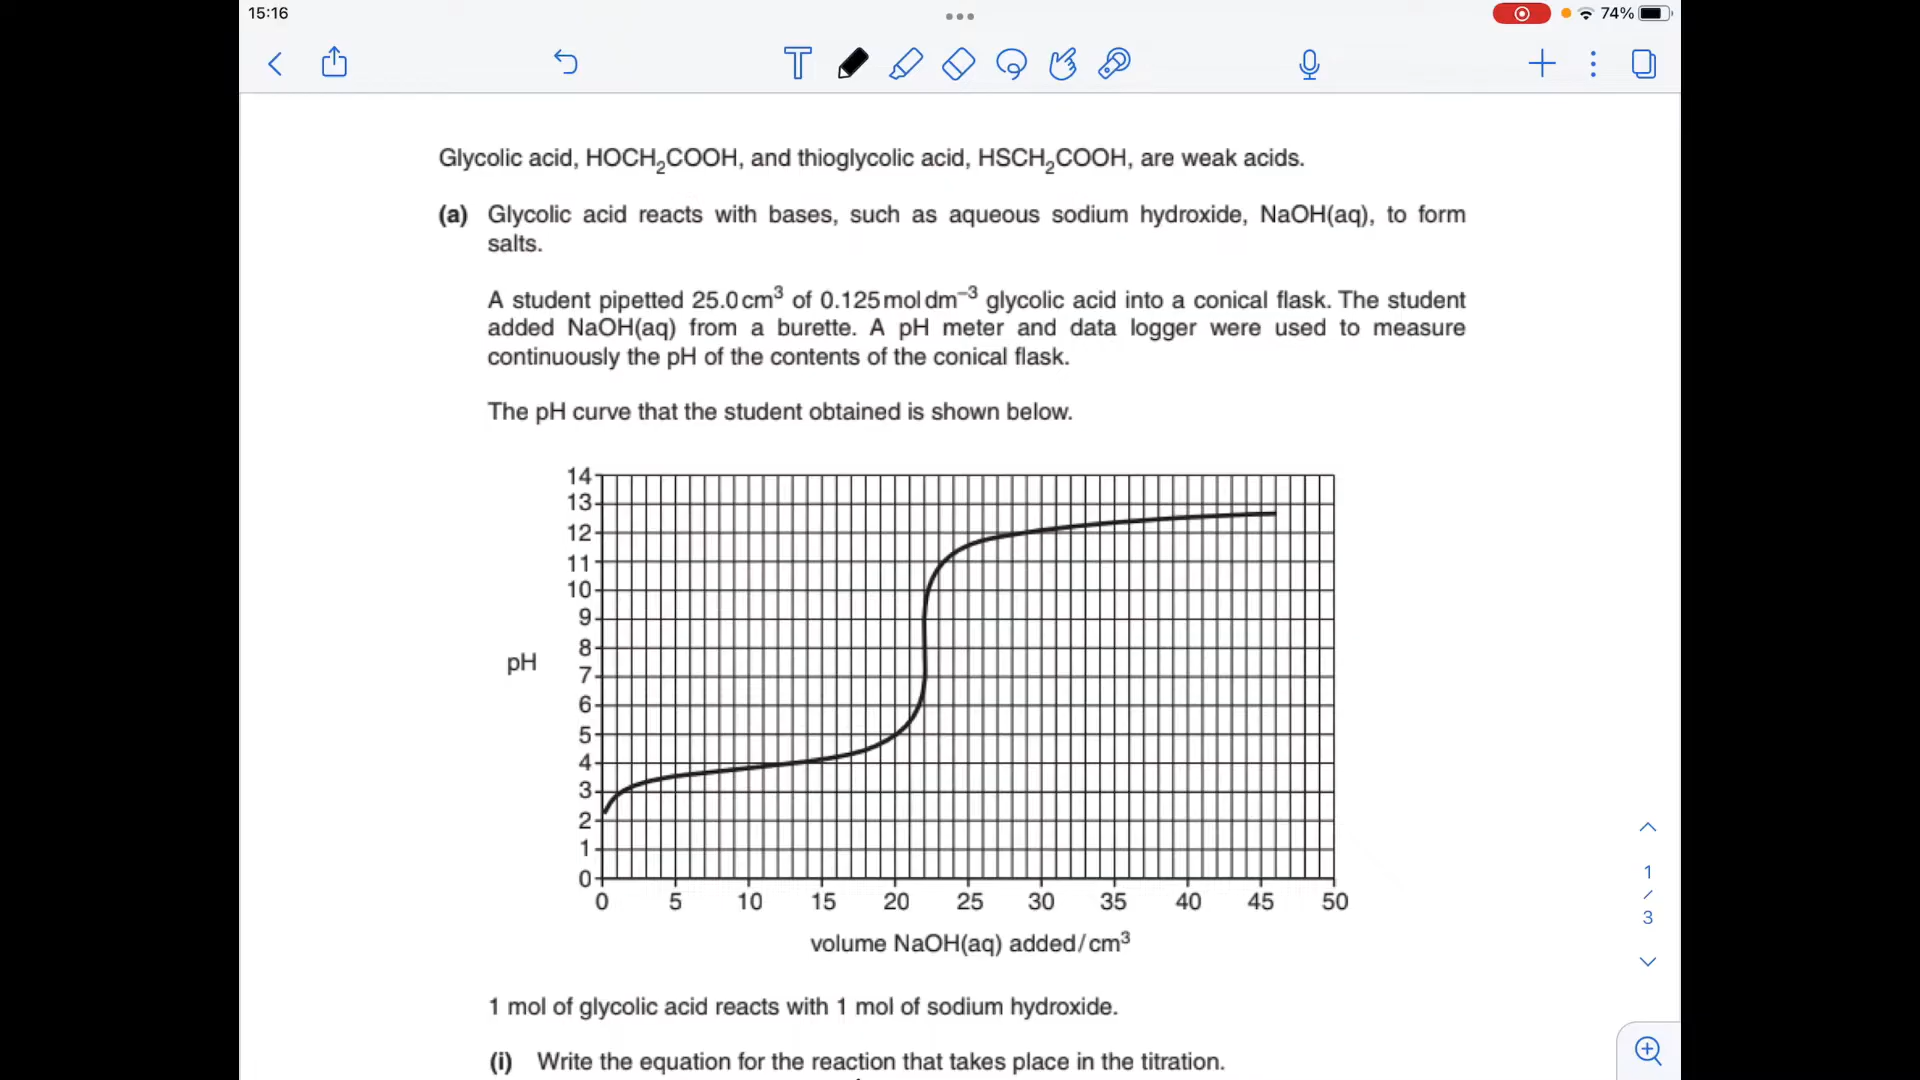 15:16
74%
Glycolic acid, HOCH₂COOH, and thioglycolic acid, HSCH₂COOH, are weak acids.
(a) Glycolic acid reacts with bases, such as aqueous sodium hydroxide, NaOH(aq), to form
salts.
A student pipetted 25.0 cm³ of 0.125 mol dm⁻³ glycolic acid into a conical flask. The student
added NaOH(aq) from a burette. A pH meter and data logger were used to measure
continuously the pH of the contents of the conical flask.
The pH curve that the student obtained is shown below.
14
13
12
11
10
9
8
pH
7
6
5
4
3
2
1
0
0 5 10 15 20 25 30 35 40 45 50
volume NaOH(aq) added/cm³
1 mol of glycolic acid reacts with 1 mol of sodium hydroxide.
(i) Write the equation for the reaction that takes place in the titration.
1
/
3